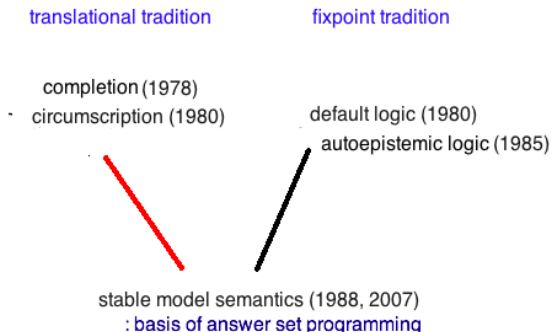 translational tradition
fixpoint tradition
completion (1978)
circumscription (1980)
default logic (1980)
autoepistemic logic (1985)
stable model semantics (1988, 2007)
: basis of answer set programming